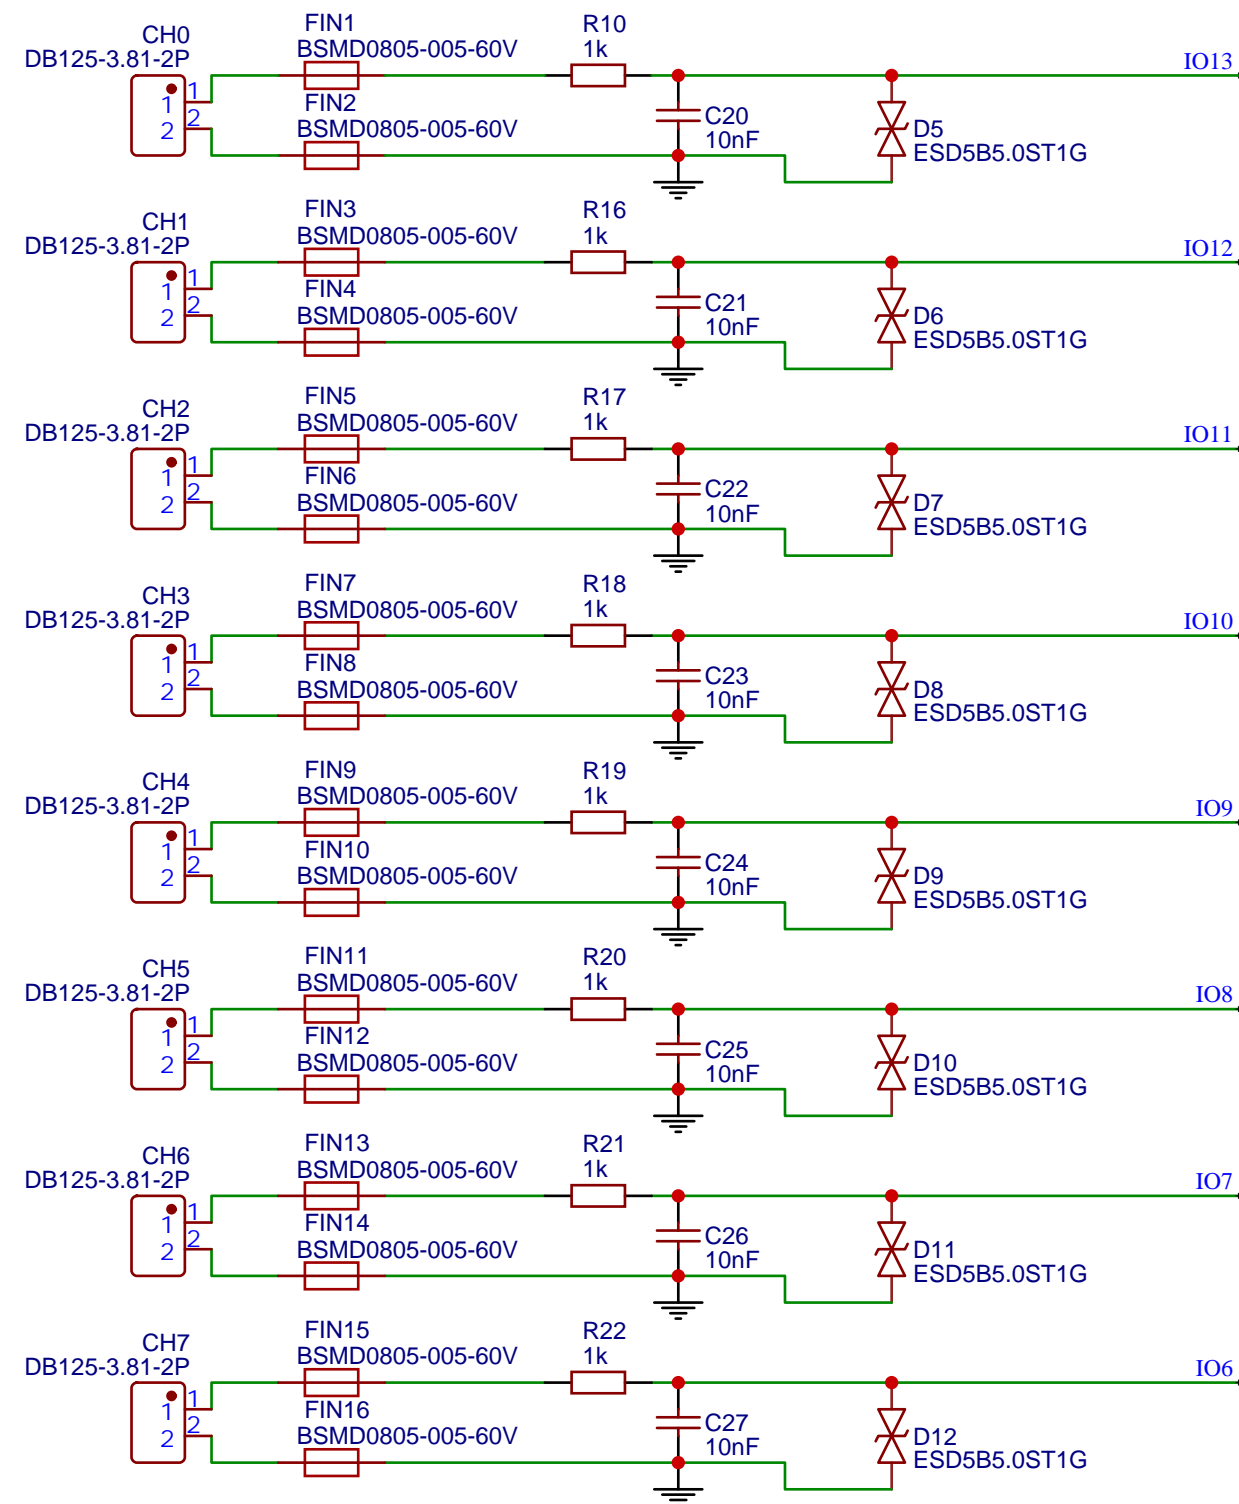 CH0
DB125-3.81-2P
1
2
1
2
FIN1
BSMD0805-005-60V
FIN2
BSMD0805-005-60V
R10
1k
C20
10nF
D5
ESD5B5.0ST1G
IO13
CH1
DB125-3.81-2P
1
2
1
2
FIN3
BSMD0805-005-60V
FIN4
BSMD0805-005-60V
R16
1k
C21
10nF
D6
ESD5B5.0ST1G
IO12
CH2
DB125-3.81-2P
1
2
1
2
FIN5
BSMD0805-005-60V
FIN6
BSMD0805-005-60V
R17
1k
C22
10nF
D7
ESD5B5.0ST1G
IO11
CH3
DB125-3.81-2P
1
2
1
2
FIN7
BSMD0805-005-60V
FIN8
BSMD0805-005-60V
R18
1k
C23
10nF
D8
ESD5B5.0ST1G
IO10
CH4
DB125-3.81-2P
1
2
1
2
FIN9
BSMD0805-005-60V
FIN10
BSMD0805-005-60V
R19
1k
C24
10nF
D9
ESD5B5.0ST1G
IO9
CH5
DB125-3.81-2P
1
2
1
2
FIN11
BSMD0805-005-60V
FIN12
BSMD0805-005-60V
R20
1k
C25
10nF
D10
ESD5B5.0ST1G
IO8
CH6
DB125-3.81-2P
1
2
1
2
FIN13
BSMD0805-005-60V
FIN14
BSMD0805-005-60V
R21
1k
C26
10nF
D11
ESD5B5.0ST1G
IO7
CH7
DB125-3.81-2P
1
2
1
2
FIN15
BSMD0805-005-60V
FIN16
BSMD0805-005-60V
R22
1k
C27
10nF
D12
ESD5B5.0ST1G
IO6